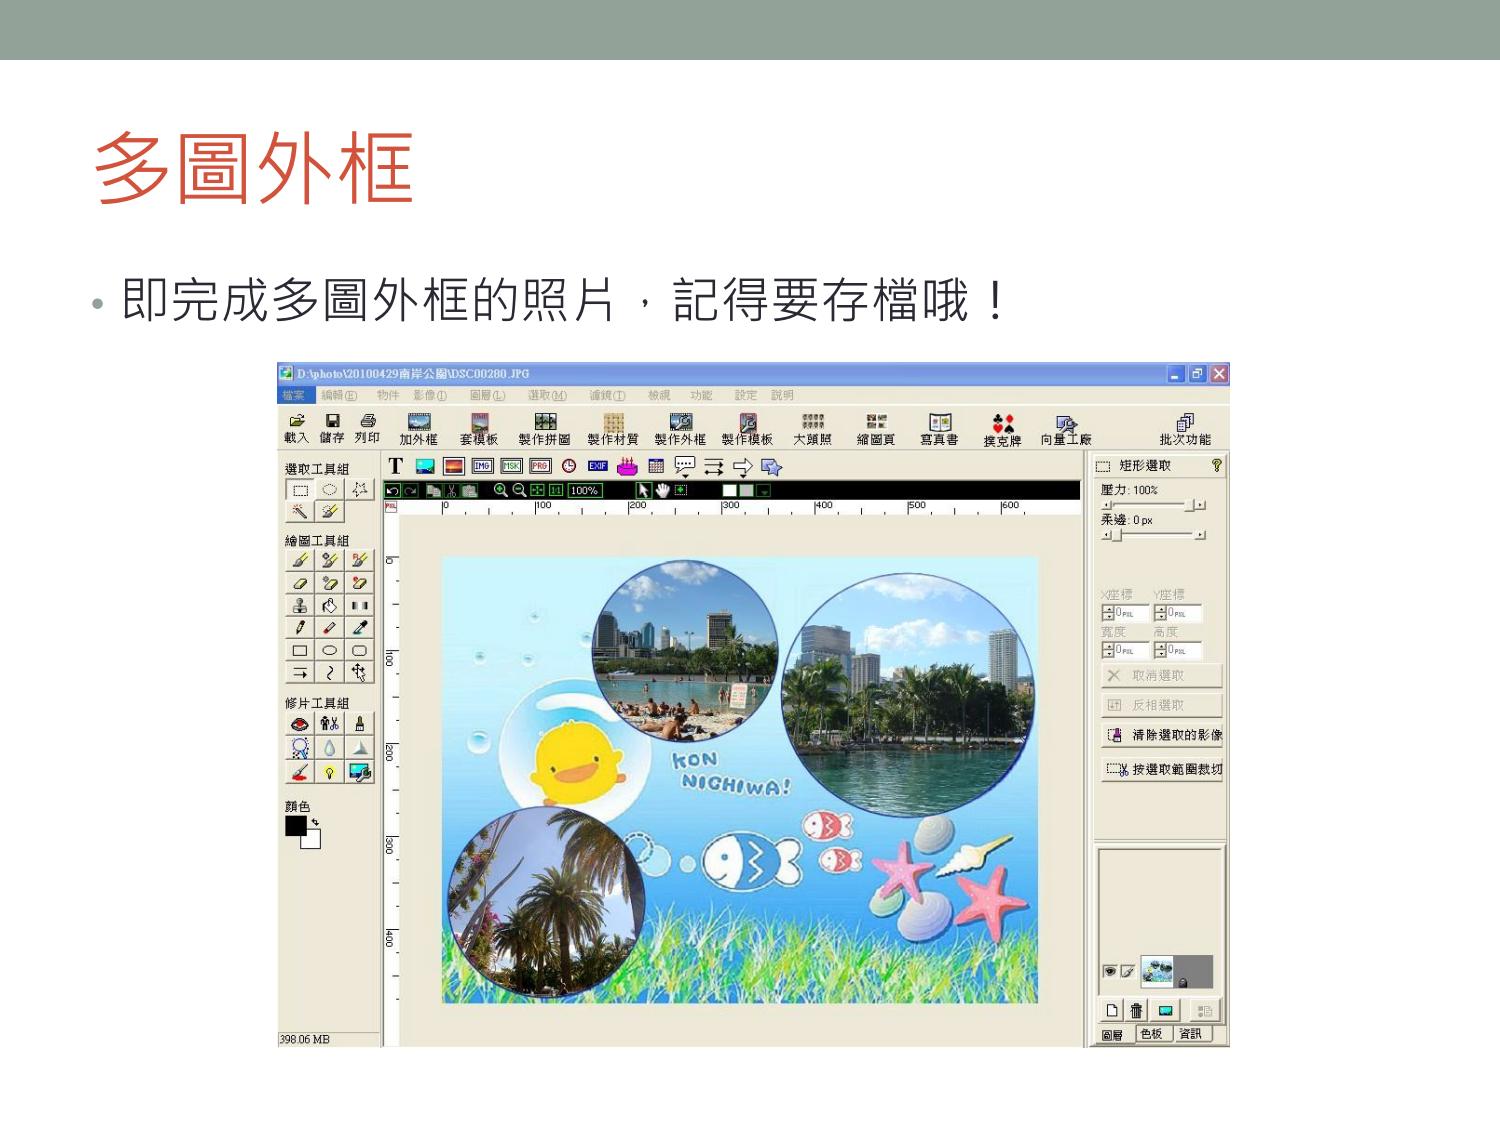 多圖外框
• 即完成多圖外框的照片，記得要存檔哦！
D:\photo\20100429南岸公園\DSC00280.JPG
檔案 編輯(E) 物件 影像(I) 圖層(L) 選取(M) 濾鏡(T) 檢視 功能 設定 說明
載入 儲存 列印 加外框 套模板 製作拼圖 製作材質 製作外框 製作模板 大頭照 縮圖頁 寫真書 撲克牌 向量工廠 批次功能
選取工具組
T IMG MSK PRG EXIF
100%
0 100 200 300 400 500 600
繪圖工具組
修片工具組
顏色
398.06 MB
0
100
200
300
400
KON
NICHIWA!
矩形選取
壓力: 100%
柔邊: 0 px
X座標 Y座標
0 PXL 0 PXL
寬度 高度
0 PXL 0 PXL
取消選取
反相選取
清除選取的影像
按選取範圍裁切
圖層 色板 資訊